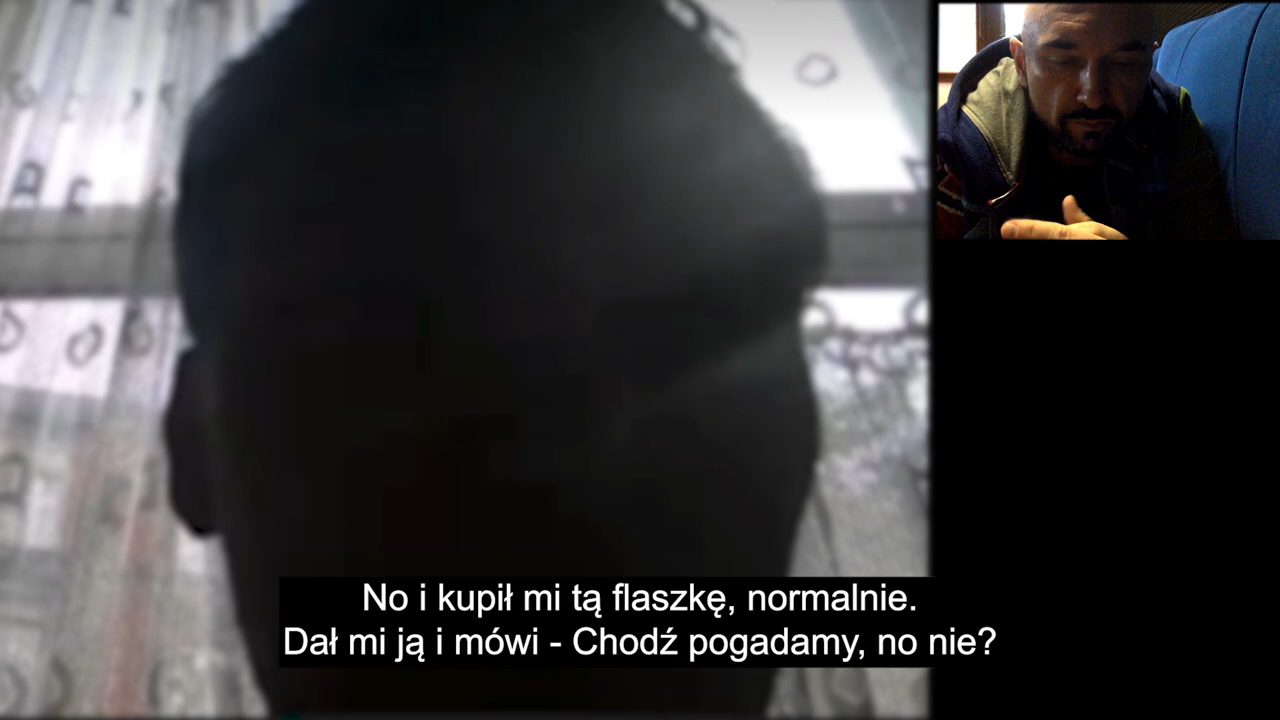 No i kupił mi tą flaszkę, normalnie.
Dał mi ją i mówi - Chodź pogadamy, no nie?